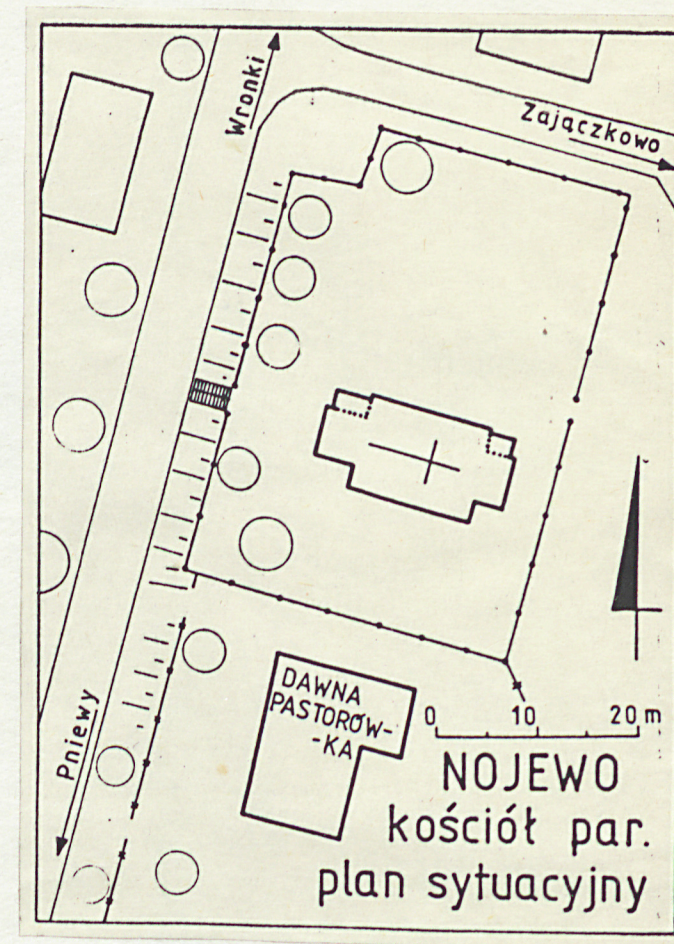 Wronki
Zajączkowo
DAWNA
PASTORÓW-
-KA
Pniewy
0 10 20 m
NOJEWO
kościół par.
plan sytuacyjny